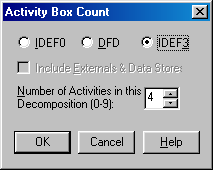 Activity Box Count
IDEF0 DFD IDEF3
Include Externals & Data Stores
Number of Activities in this
Decomposition (0-9): 4
OK Cancel Help